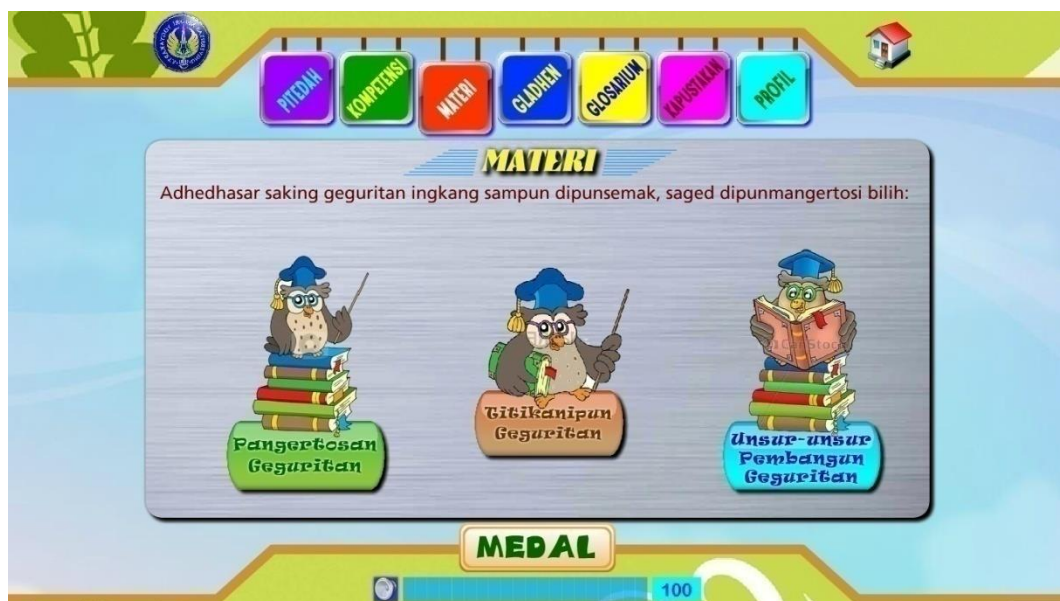 PITEDAH
KOMPETENSI
MATERI
GLADHEN
GLOSARIUM
KAPUSTAKAN
PROFIL
MATERI
Adhedhasar saking geguritan ingkang sampun dipunsemak, saged dipunmangertosi bilih:
Pangertosan
Geguritan
Titikanipun
Geguritan
Unsur-unsur
Pembangun
Geguritan
MEDAL
100